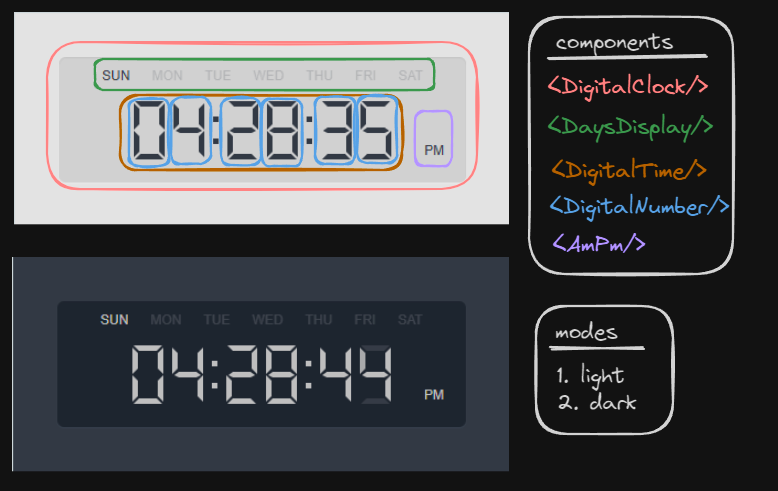 SUN MON TUE WED THU FRI SAT
04:28:35
PM
SUN MON TUE WED THU FRI SAT
04:28:44
PM
components
<DigitalClock/>
<DaysDisplay/>
<DigitalTime/>
<DigitalNumber/>
<AmPm/>
modes
1. light
2. dark